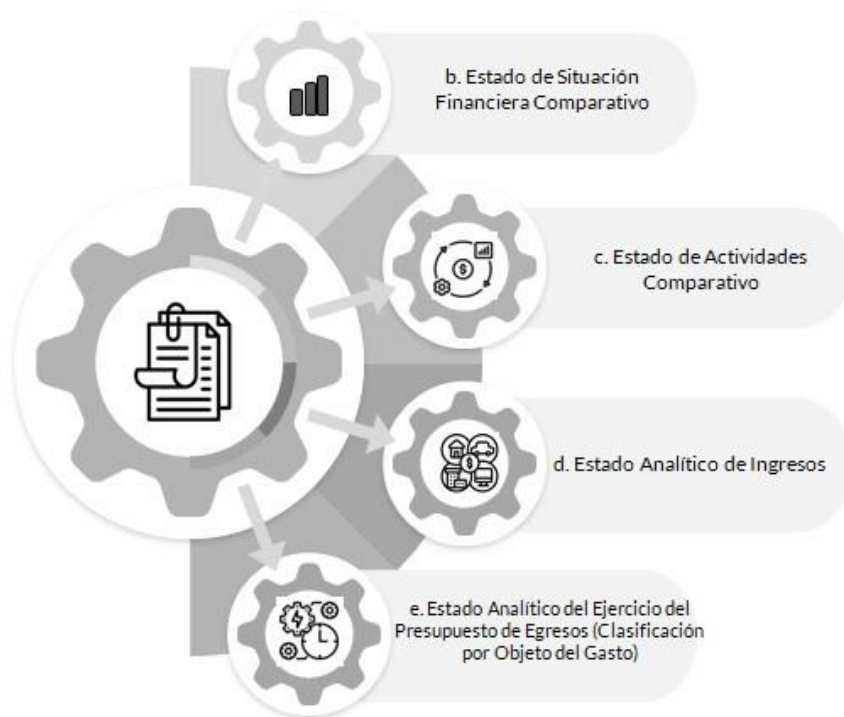 b. Estado de Situación
Financiera Comparativo
c. Estado de Actividades
Comparativo
d. Estado Analítico de Ingresos
e. Estado Analítico del Ejercicio del
Presupuesto de Egresos (Clasificación
por Objeto del Gasto)
$
$